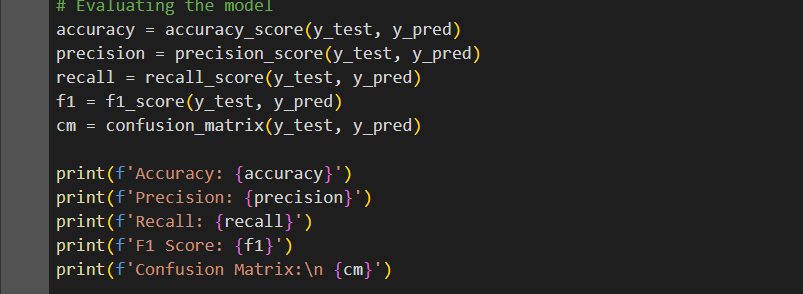 # Evaluating the model
accuracy = accuracy_score(y_test, y_pred)
precision = precision_score(y_test, y_pred)
recall = recall_score(y_test, y_pred)
f1 = f1_score(y_test, y_pred)
cm = confusion_matrix(y_test, y_pred)
print(f'Accuracy: {accuracy}')
print(f'Precision: {precision}')
print(f'Recall: {recall}')
print(f'F1 Score: {f1}')
print(f'Confusion Matrix:\n {cm}')